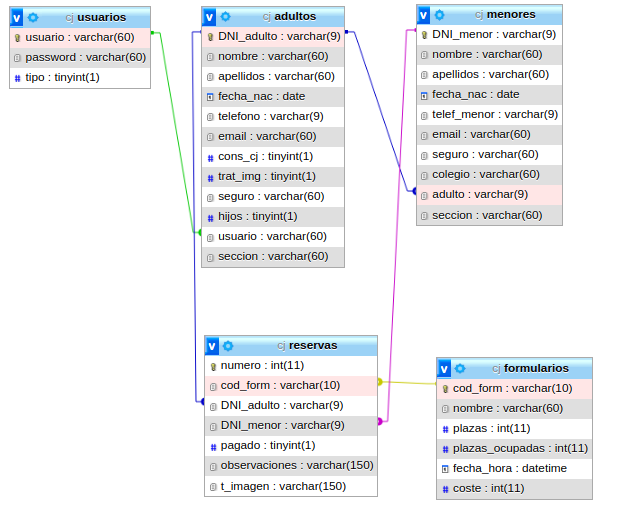 v cj usuarios
usuario : varchar(60)
password : varchar(60)
# tipo : tinyint(1)
v cj adultos
DNI_adulto : varchar(9)
nombre : varchar(60)
apellidos : varchar(60)
fecha_nac : date
telefono : varchar(9)
email : varchar(60)
# cons_cj : tinyint(1)
# trat_img : tinyint(1)
seguro : varchar(60)
# hijos : tinyint(1)
usuario : varchar(60)
seccion : varchar(60)
v cj menores
DNI_menor : varchar(9)
nombre : varchar(60)
apellidos : varchar(60)
fecha_nac : date
telef_menor : varchar(9)
email : varchar(60)
seguro : varchar(60)
colegio : varchar(60)
adulto : varchar(9)
seccion : varchar(60)
v cj reservas
numero : int(11)
cod_form : varchar(10)
DNI_adulto : varchar(9)
DNI_menor : varchar(9)
# pagado : tinyint(1)
observaciones : varchar(150)
t_imagen : varchar(150)
v cj formularios
cod_form : varchar(10)
nombre : varchar(60)
# plazas : int(11)
# plazas_ocupadas : int(11)
fecha_hora : datetime
# coste : int(11)